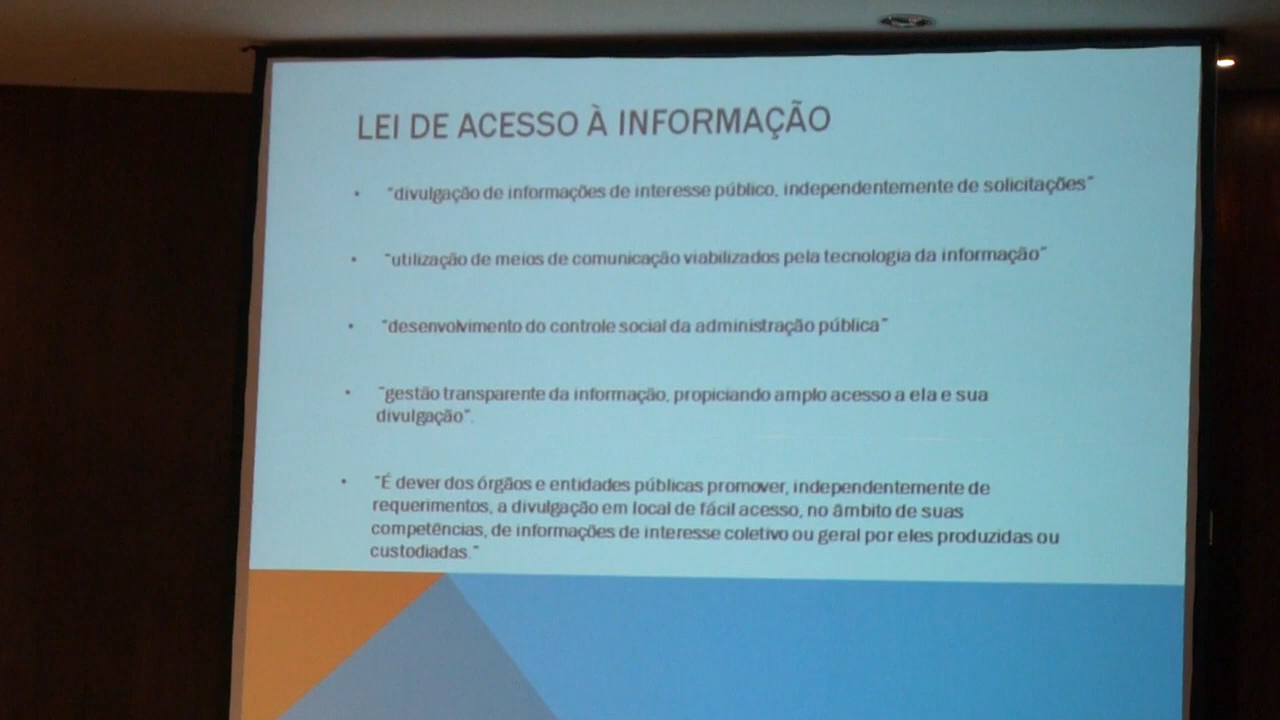 LEI DE ACESSO À INFORMAÇÃO
• "divulgação de informações de interesse público, independentemente de solicitações"
• "utilização de meios de comunicação viabilizados pela tecnologia da informação"
• "desenvolvimento do controle social da administração pública"
• "gestão transparente da informação, propiciando amplo acesso a ela e sua
divulgação".
• "É dever dos órgãos e entidades públicas promover, independentemente de
requerimentos, a divulgação em local de fácil acesso, no âmbito de suas
competências, de informações de interesse coletivo ou geral por eles produzidas ou
custodiadas."